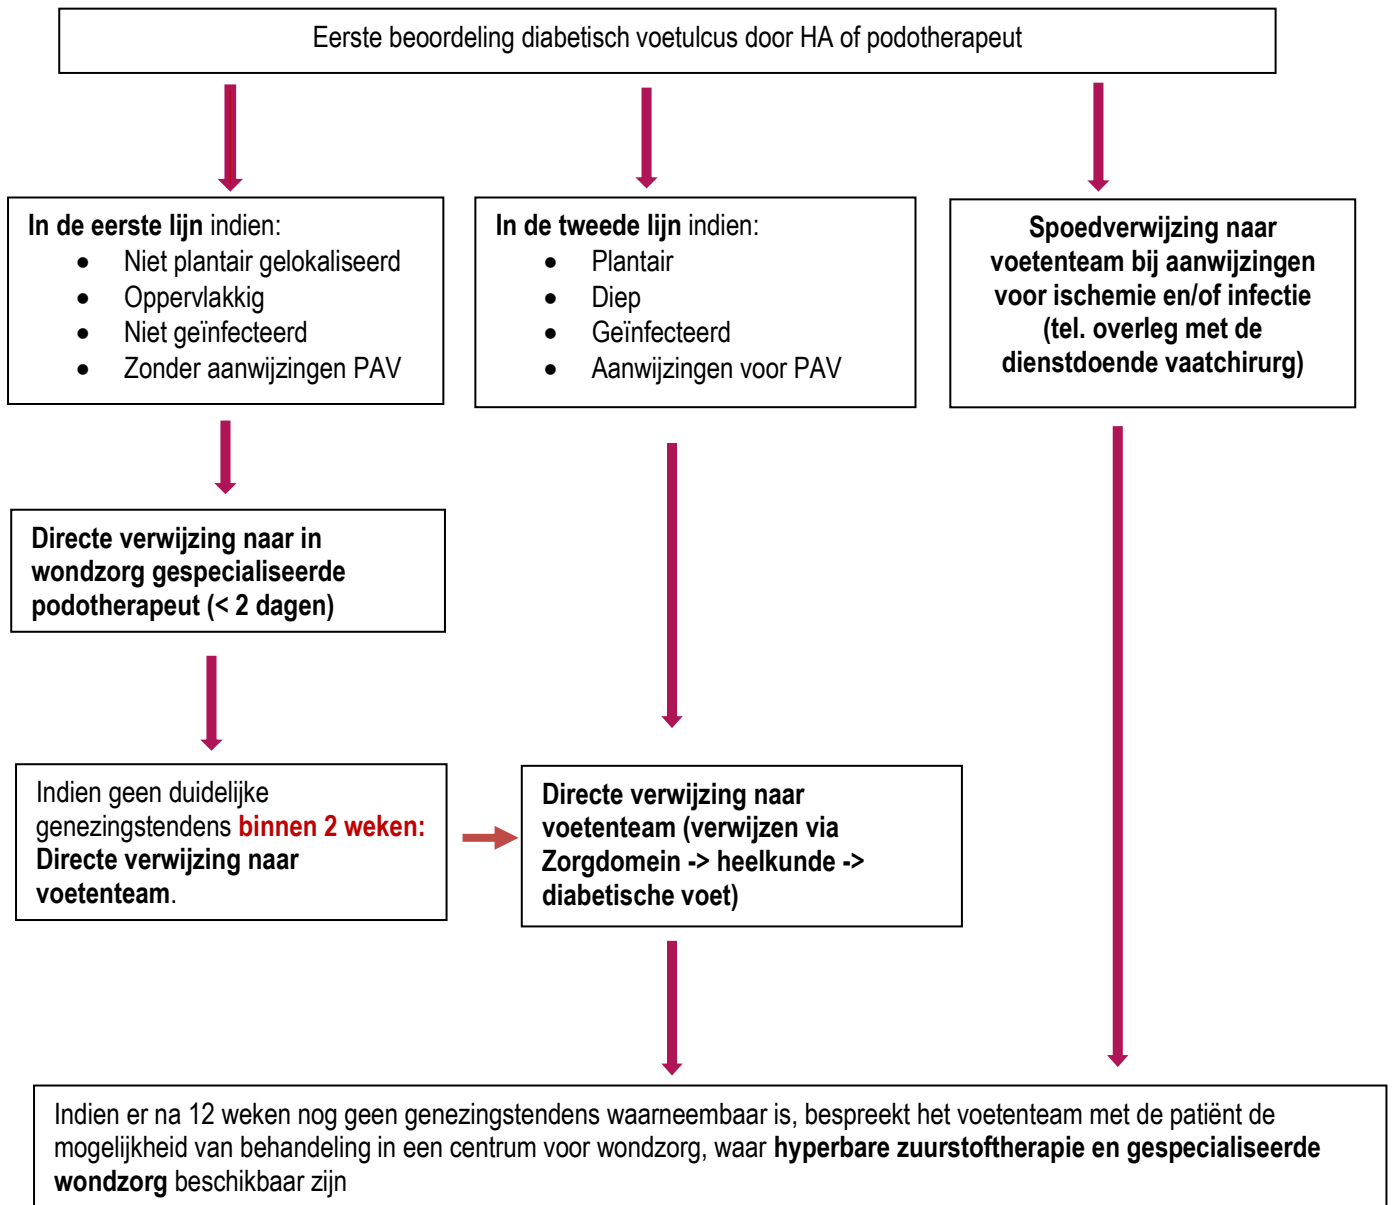 Eerste beoordeling diabetisch voetulcus door HA of podotherapeut
In de eerste lijn indien:
• Niet plantair gelokaliseerd
• Oppervlakkig
• Niet geïnfecteerd
• Zonder aanwijzingen PAV
In de tweede lijn indien:
• Plantair
• Diep
• Geïnfecteerd
• Aanwijzingen voor PAV
Spoedverwijzing naar
voetenteam bij aanwijzingen
voor ischemie en/of infectie
(tel. overleg met de
dienstdoende vaatchirurg)
Directe verwijzing naar in
wondzorg gespecialiseerde
podotherapeut (< 2 dagen)
Indien geen duidelijke
genezingstendens binnen 2 weken:
Directe verwijzing naar
voetenteam.
Directe verwijzing naar
voetenteam (verwijzen via
Zorgdomein -> heelkunde ->
diabetische voet)
Indien er na 12 weken nog geen genezingstendens waarneembaar is, bespreekt het voetenteam met de patiënt de
mogelijkheid van behandeling in een centrum voor wondzorg, waar hyperbare zuurstoftherapie en gespecialiseerde
wondzorg beschikbaar zijn